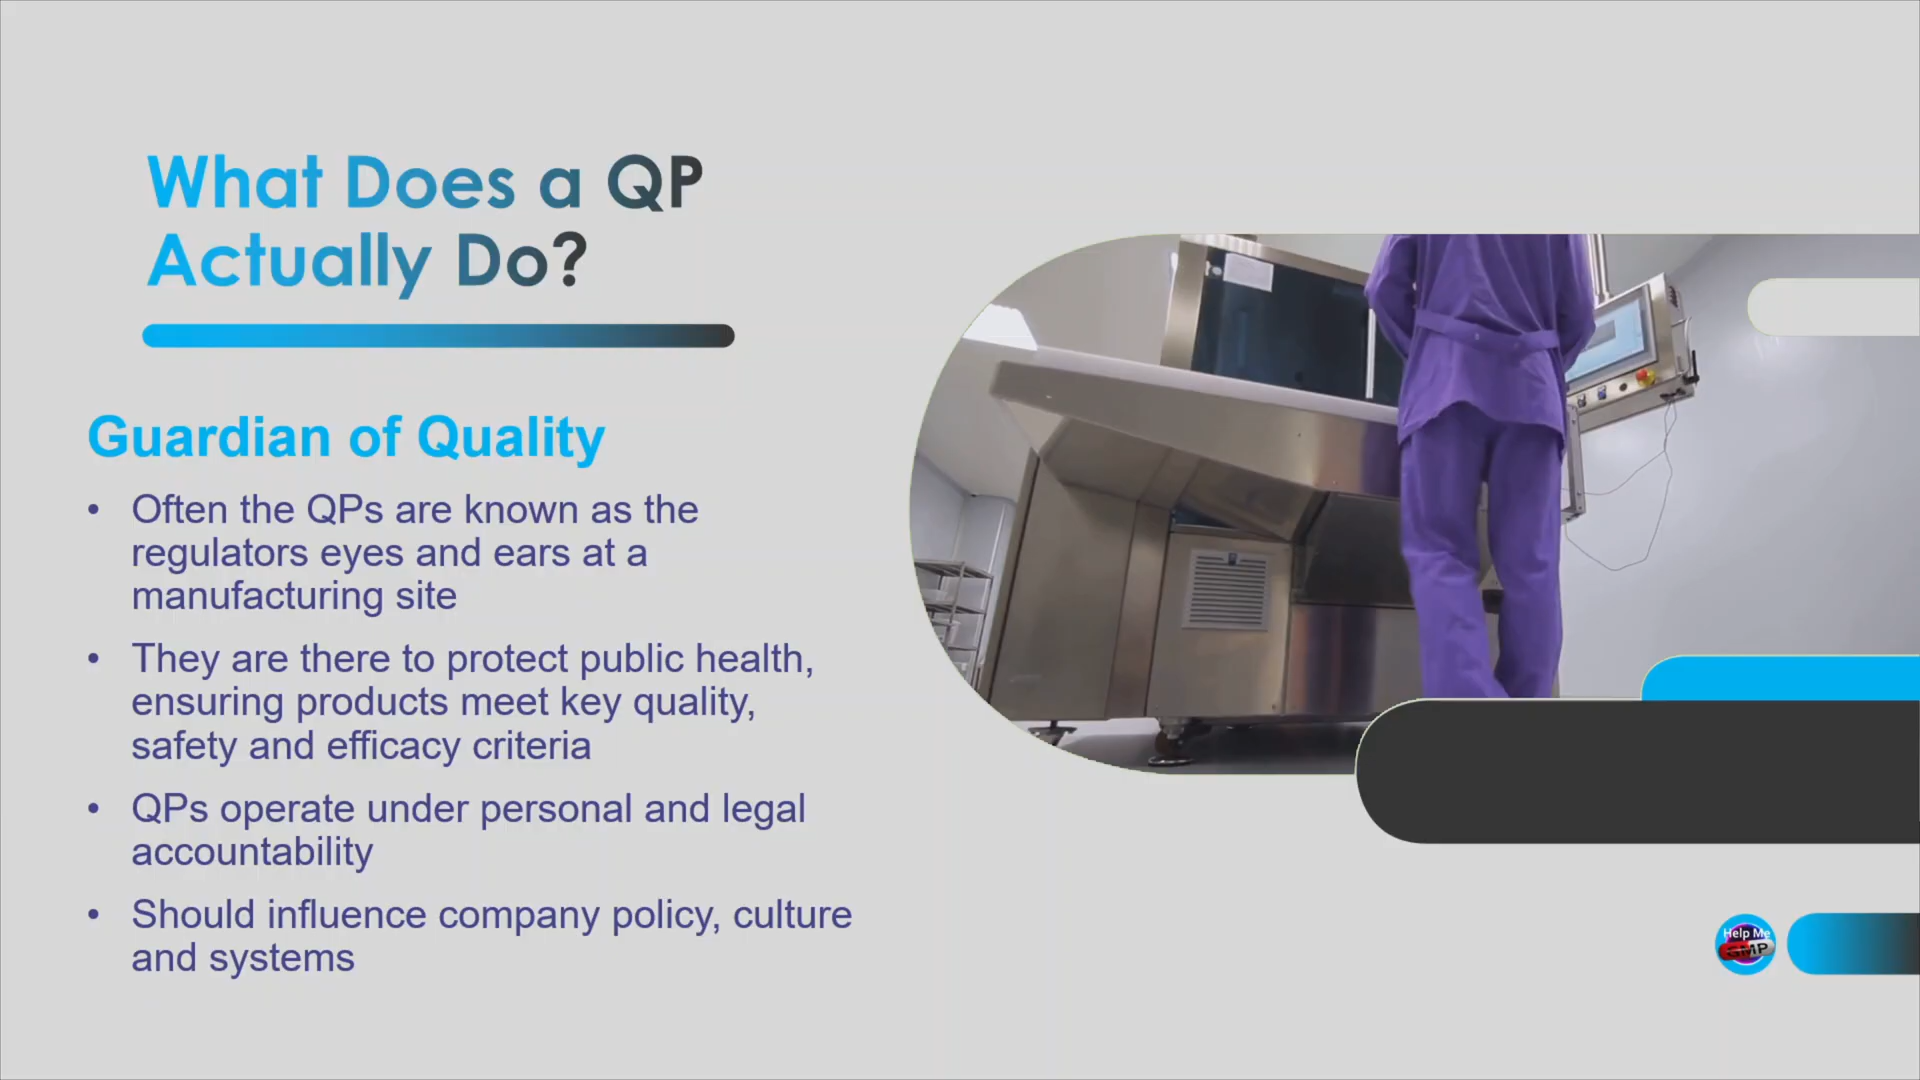 What Does a QP
Actually Do?
Guardian of Quality
• Often the QPs are known as the
regulators eyes and ears at a
manufacturing site
• They are there to protect public health,
ensuring products meet key quality,
safety and efficacy criteria
• QPs operate under personal and legal
accountability
• Should influence company policy, culture
and systems
Help Me
GMP